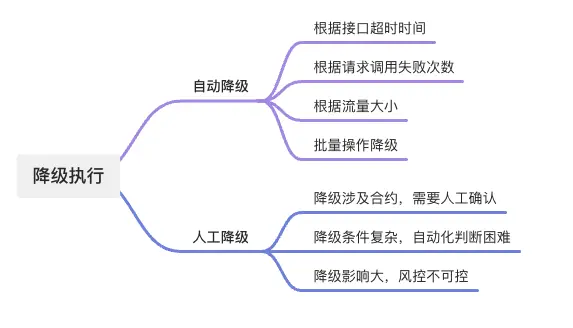 降级执行
自动降级
根据接口超时时间
根据请求调用失败次数
根据流量大小
批量操作降级
人工降级
降级涉及合约，需要人工确认
降级条件复杂，自动化判断困难
降级影响大，风控不可控